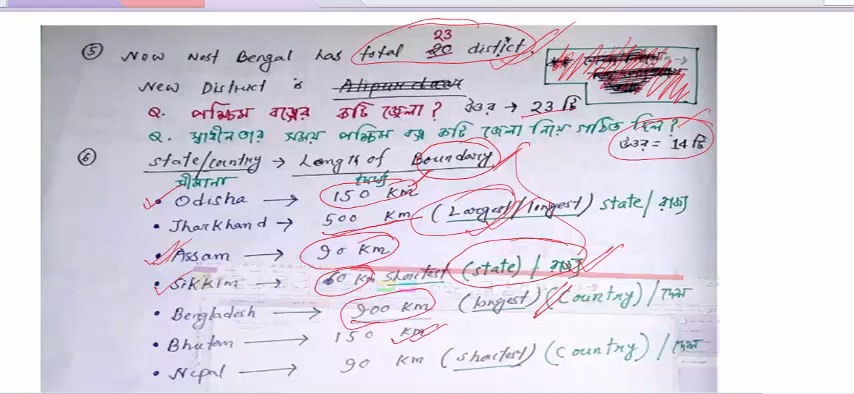 ⑤ Now West Bengal has total 23 20 district.
New District is Alipurduar
Q. পশ্চিম বঙ্গের কটি জেলা? উত্তর → 23 টি
Q. স্বাধীনতার সময় পশ্চিম বঙ্গ কটি জেলা নিয়ে গঠিত ছিল?
উত্তর = 14 টি
⑥ State/country → Length of Boundary
সীমানা দৈর্ঘ্য
• Odisha → 150 Km
• Jharkhand → 500 Km (Largest/longest) state/রাজ্য
• Assam → 90 Km
• Sikkim → 60 Km Shortest (state) / রাজ্য
• Bengladesh → 900 Km (longest) (Country) / দেশ
• Bhutan → 150 Km
• Nepal → 90 Km (shortest) (Country) / দেশ